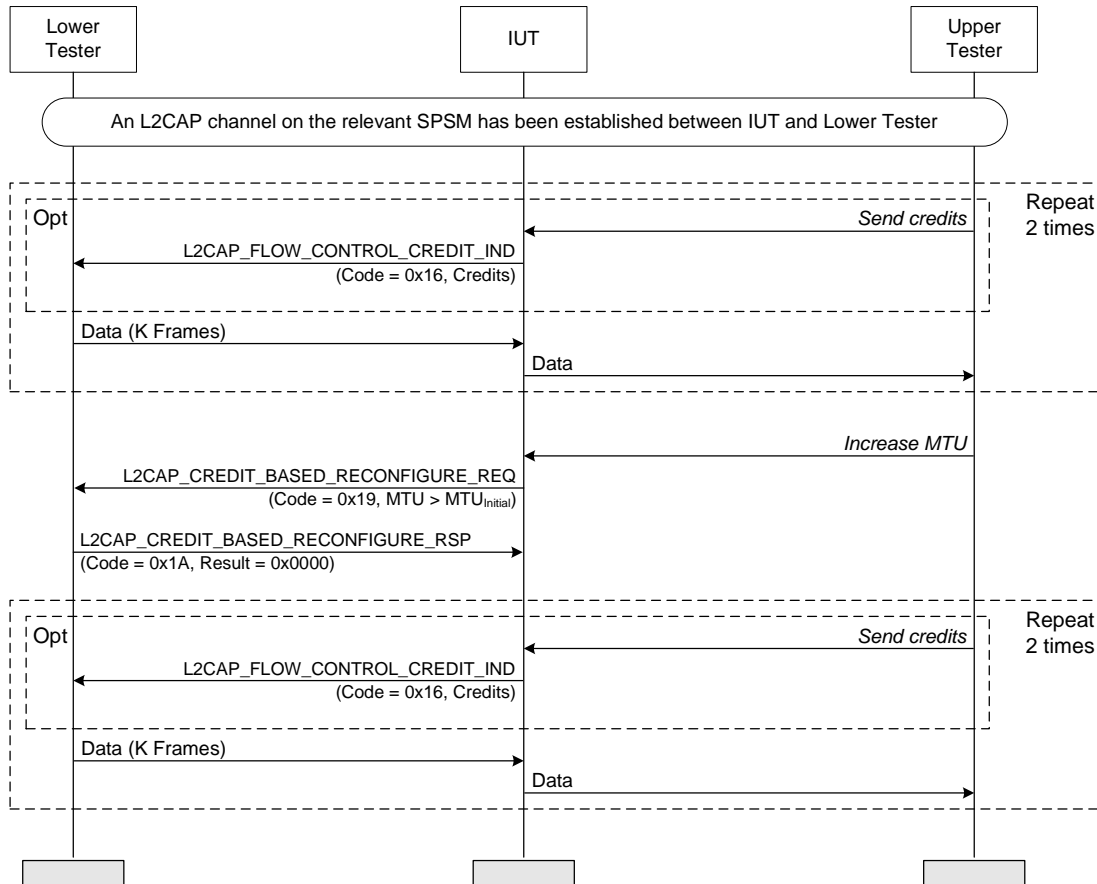 Lower
Tester
IUT
Upper
Tester
An L2CAP channel on the relevant SPSM has been established between IUT and Lower Tester
Repeat
2 times
Opt
Send credits
L2CAP_FLOW_CONTROL_CREDIT_IND
(Code = 0x16, Credits)
Data (K Frames)
Data
Increase MTU
L2CAP_CREDIT_BASED_RECONFIGURE_REQ
(Code = 0x19, MTU > MTUInitial)
L2CAP_CREDIT_BASED_RECONFIGURE_RSP
(Code = 0x1A, Result = 0x0000)
Repeat
2 times
Opt
Send credits
L2CAP_FLOW_CONTROL_CREDIT_IND
(Code = 0x16, Credits)
Data (K Frames)
Data